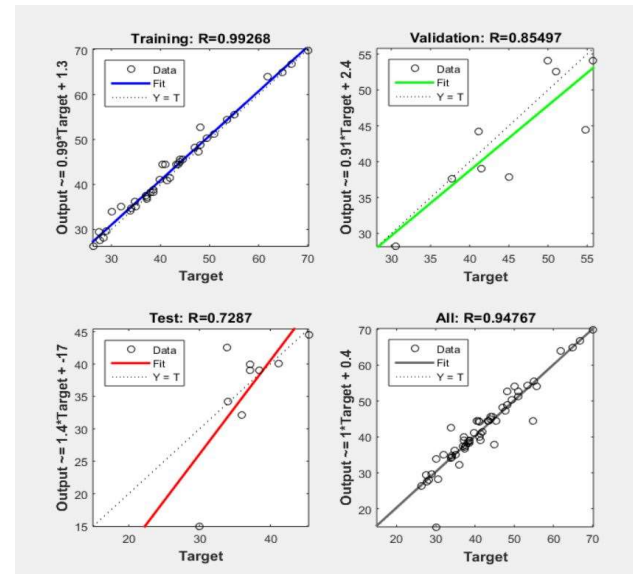 Training: R=0.99268
Output ~= 0.99*Target + 1.3
70
60
50
40
30
Data
Fit
Y = T
30
40
50
60
70
Target
Validation: R=0.85497
Output ~= 0.91*Target + 2.4
55
50
45
40
35
30
Data
Fit
Y = T
30
35
40
45
50
55
Target
Test: R=0.7287
Output ~= 1.4*Target + -17
45
40
35
30
25
20
15
Data
Fit
Y = T
20
30
40
Target
All: R=0.94767
Output ~= 1*Target + 0.4
70
60
50
40
30
20
Data
Fit
Y = T
20
30
40
50
60
70
Target